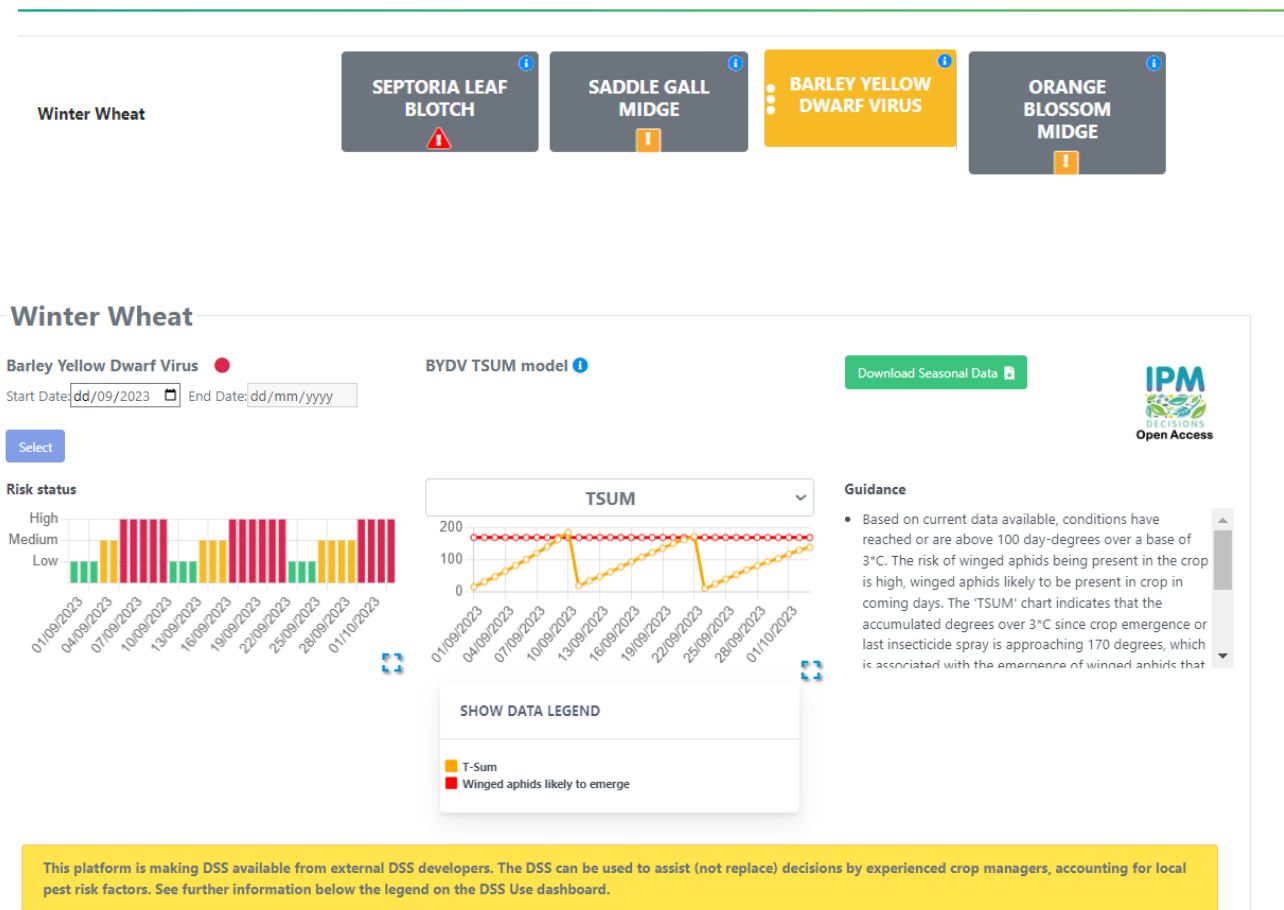 Winter Wheat
SEPTORIA LEAF
BLOTCH
SADDLE GALL
MIDGE
BARLEY YELLOW
DWARF VIRUS
ORANGE
BLOSSOM
MIDGE
Winter Wheat
Barley Yellow Dwarf Virus
Start Date: dd/09/2023 End Date: dd/mm/yyyy
Select
BYDV TSUM model
Download Seasonal Data
IPM
DECISIONS
Open Access
Risk status
High
Medium
Low
01/09/2023
04/09/2023
07/09/2023
10/09/2023
13/09/2023
16/09/2023
19/09/2023
22/09/2023
25/09/2023
28/09/2023
01/10/2023
TSUM
200
100
0
01/09/2023
04/09/2023
07/09/2023
10/09/2023
13/09/2023
16/09/2023
19/09/2023
22/09/2023
25/09/2023
28/09/2023
01/10/2023
SHOW DATA LEGEND
T-Sum
Winged aphids likely to emerge
Guidance
Based on current data available, conditions have
reached or are above 100 day-degrees over a base of
3*C. The risk of winged aphids being present in the crop
is high, winged aphids likely to be present in crop in
coming days. The 'TSUM' chart indicates that the
accumulated degrees over 3*C since crop emergence or
last insecticide spray is approaching 170 degrees, which
is associated with the emergence of winged aphids that
This platform is making DSS available from external DSS developers. The DSS can be used to assist (not replace) decisions by experienced crop managers, accounting for local
pest risk factors. See further information below the legend on the DSS Use dashboard.